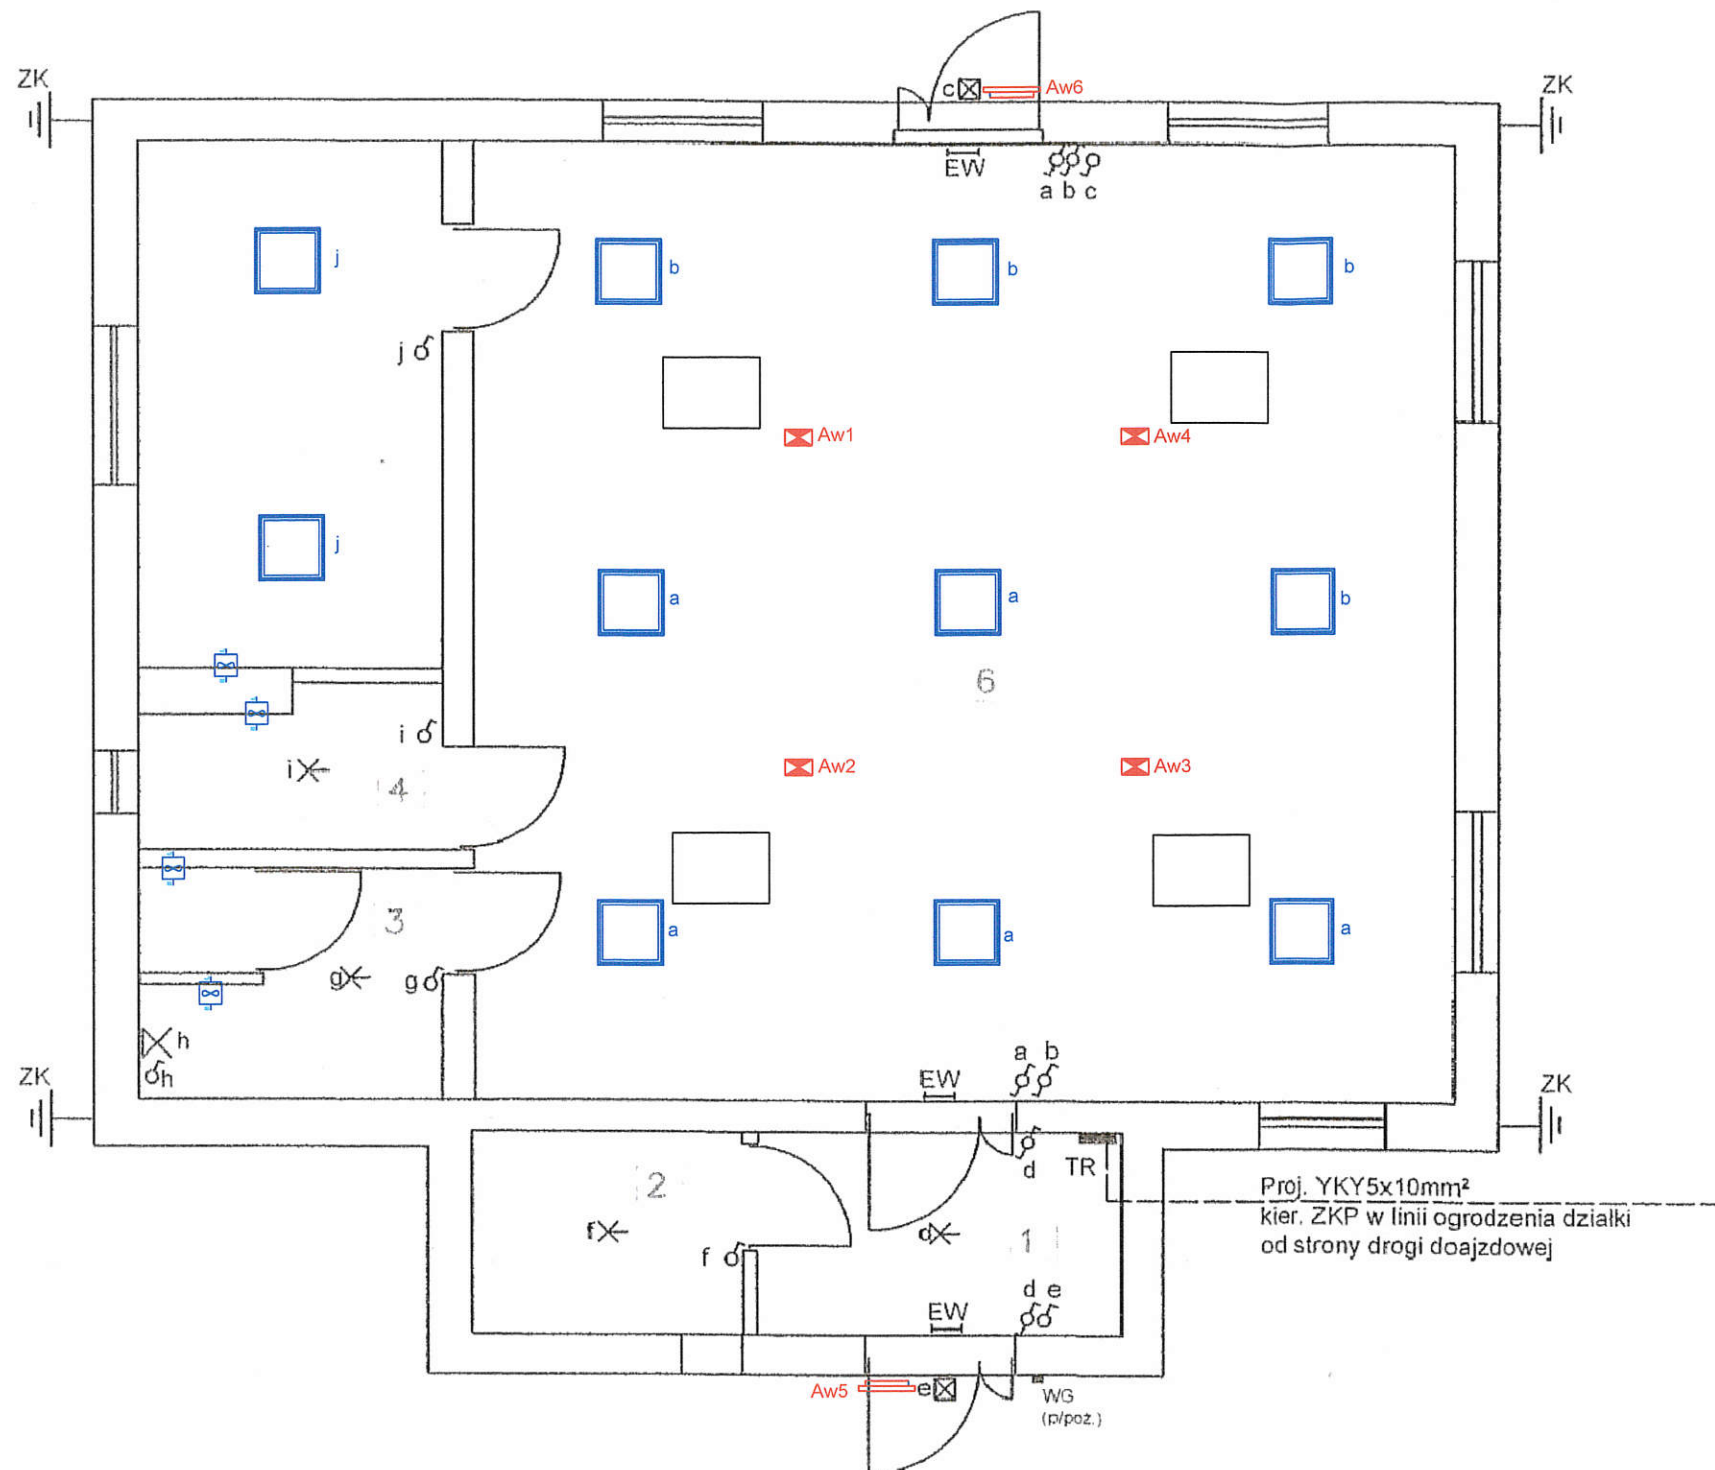 ZK
c
Aw6
ZK
EW
a b c
j
b
b
b
j
Aw1
Aw4
j
a
a
b
6
i
i
4
Aw2
Aw3
3
g
g
a
a
a
h
h
ZK
EW
a b
ZK
d
TR
2
Proj. YKY5x10mm²
kier. ZKP w linii ogrodzenia działki
od strony drogi doajzdowej
f
f
d
1
d e
EW
Aw5
e
WG
(p/poż.)